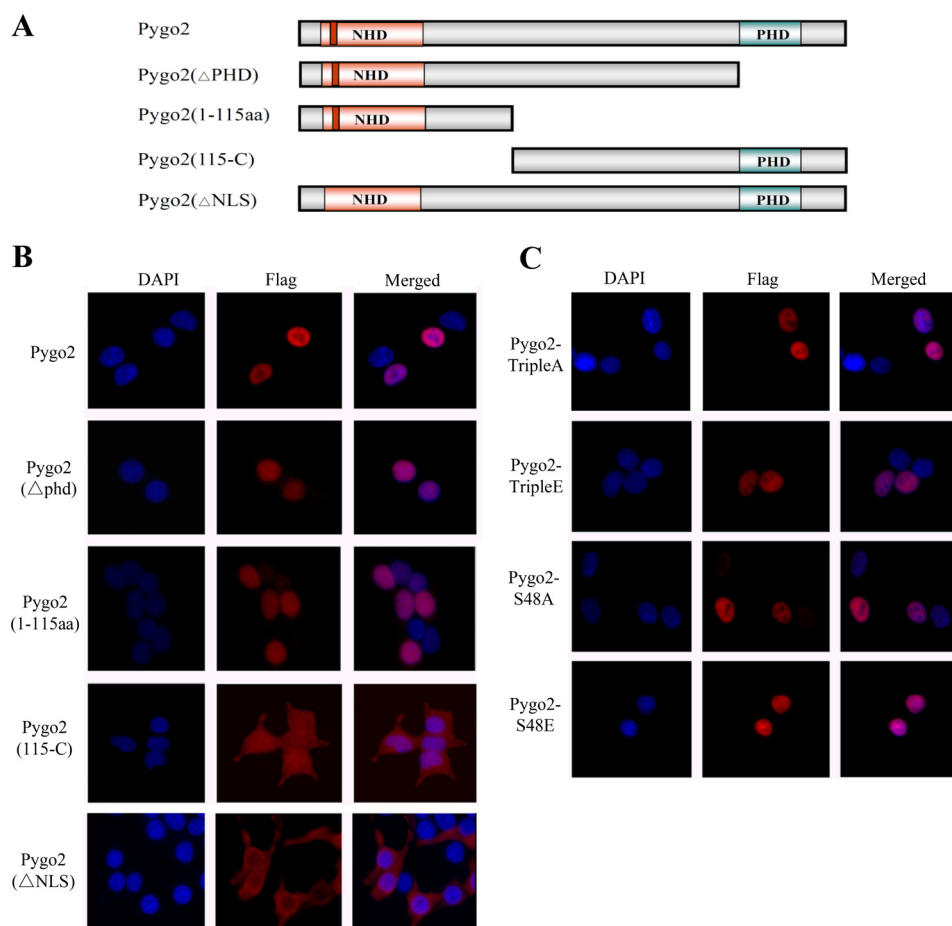 A
Pygo2
NHD
PHD
Pygo2(△PHD)
NHD
Pygo2(1-115aa)
NHD
Pygo2(115-C)
PHD
Pygo2(△NLS)
NHD
PHD
B
DAPI
Flag
Merged
Pygo2
Pygo2
(△phd)
Pygo2
(1-115aa)
Pygo2
(115-C)
Pygo2
(△NLS)
C
DAPI
Flag
Merged
Pygo2-
TripleA
Pygo2-
TripleE
Pygo2-
S48A
Pygo2-
S48E